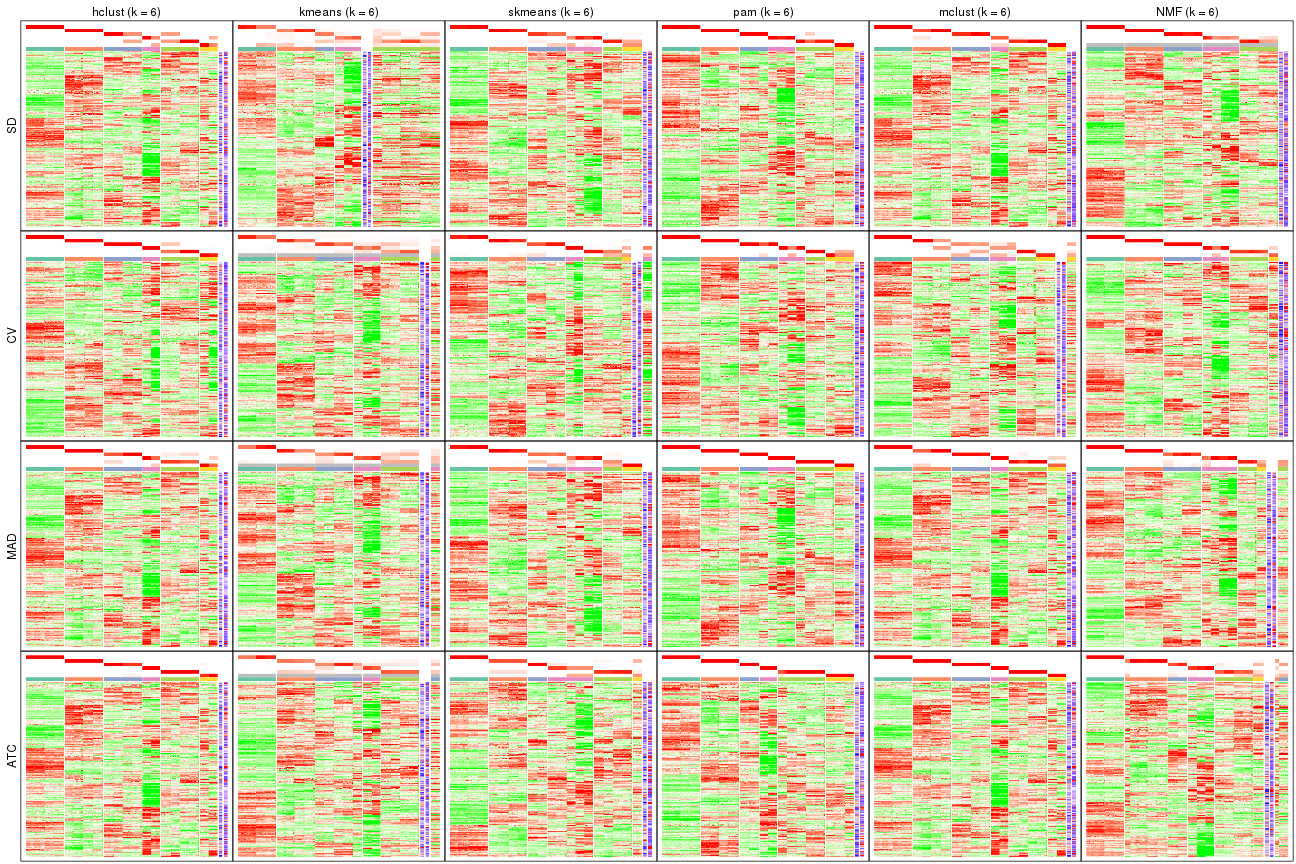 hclust (k = 6)
kmeans (k = 6)
skmeans (k = 6)
pam (k = 6)
mclust (k = 6)
NMF (k = 6)
SD
CV
MAD
ATC